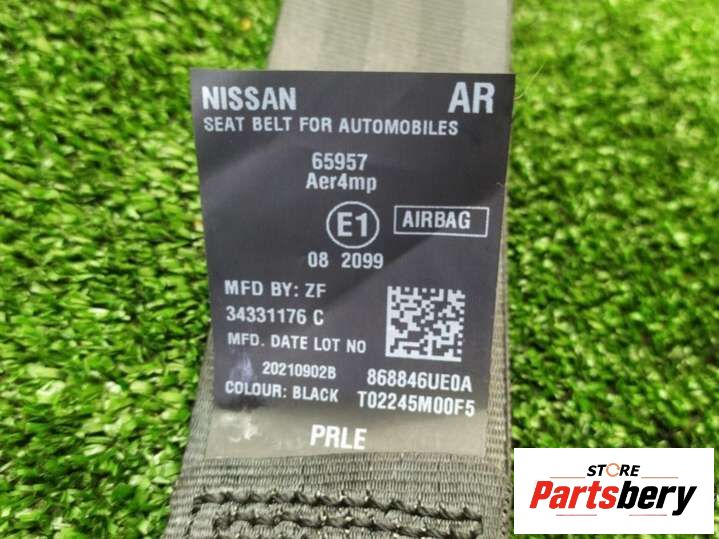 NISSAN AR
SEAT BELT FOR AUTOMOBILES
65957
Aer4mp
E1 AIRBAG
08 2099
MFD BY: ZF
34331176 C
MFD. DATE LOT NO
20210902B 868846UE0A
COLOUR: BLACK T02245M00F5
PRLE
STORE
Partsbery